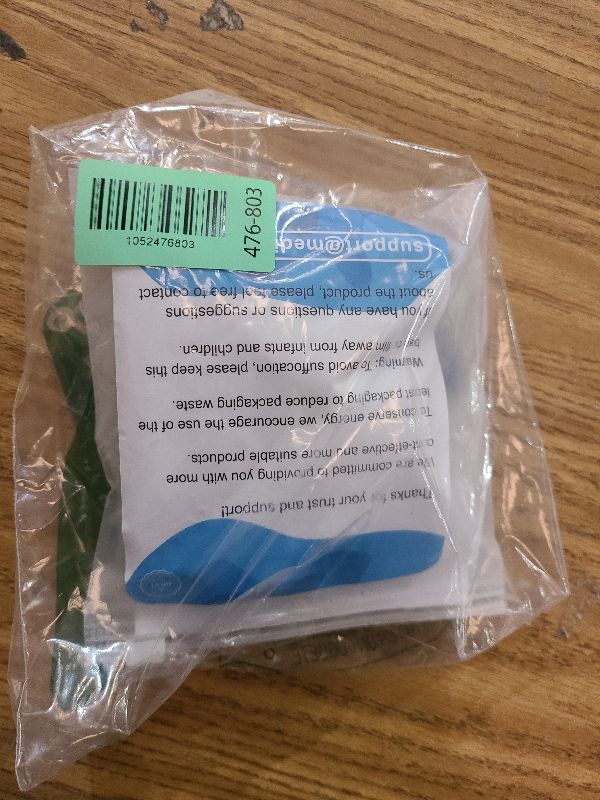 1052476803
476-803
Thanks for your trust and support!
We are committed to providing you with more
cost-effective and more suitable products.
To conserve energy, we encourage the use of the
least packaging to reduce packaging waste.
Warning: To avoid suffocation, please keep this
bag or film away from infants and children.
If you have any questions or suggestions
about the product, please feel free to contact
us.
support@medi